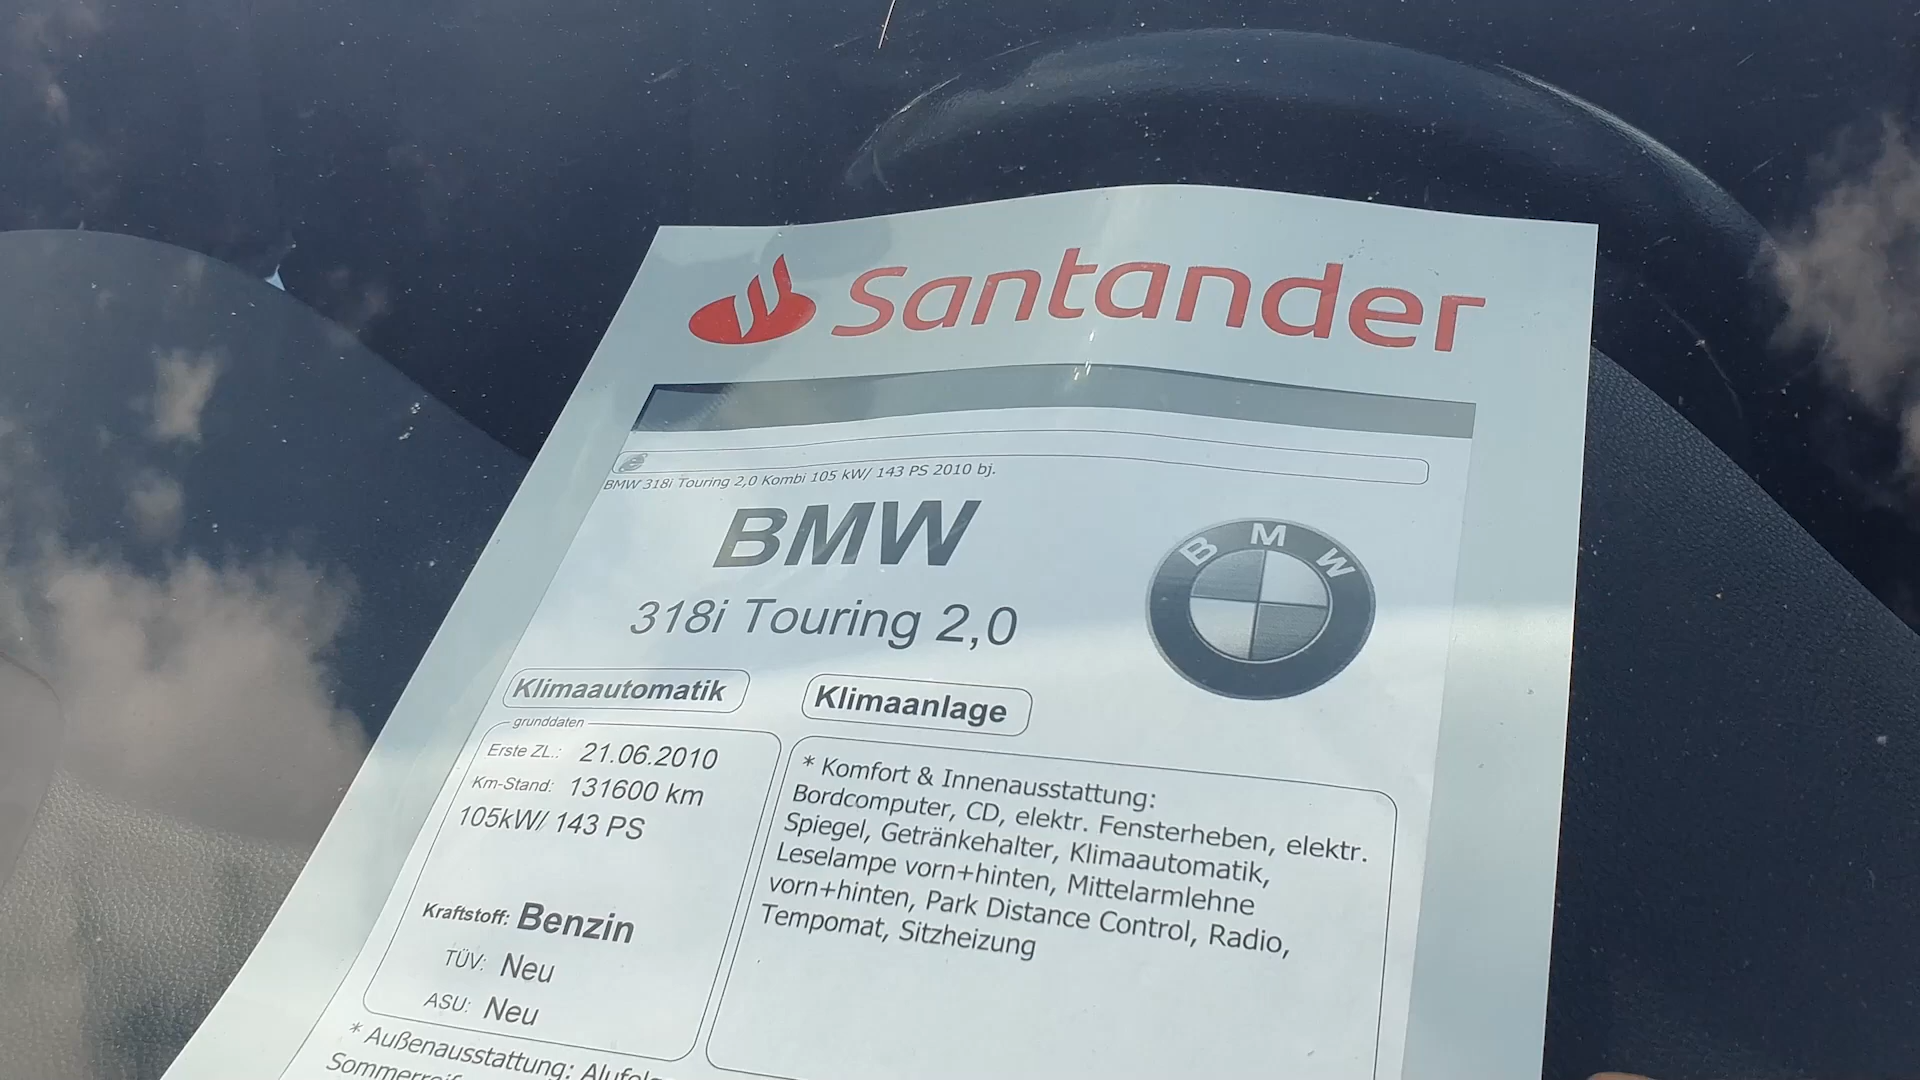 Santander
BMW 318i Touring 2,0 Kombi 105 kW/ 143 PS 2010 bj.
BMW
B M W
318i Touring 2,0
Klimaautomatik
Klimaanlage
grunddaten
Erste ZL.: 21.06.2010
Km-Stand: 131600 km
105kW/ 143 PS
Kraftstoff: Benzin
TÜV: Neu
ASU: Neu
* Komfort & Innenausstattung:
Bordcomputer, CD, elektr. Fensterheben, elektr.
Spiegel, Getränkehalter, Klimaautomatik,
Leselampe vorn+hinten, Mittelarmlehne
vorn+hinten, Park Distance Control, Radio,
Tempomat, Sitzheizung
* Außenausstattung: